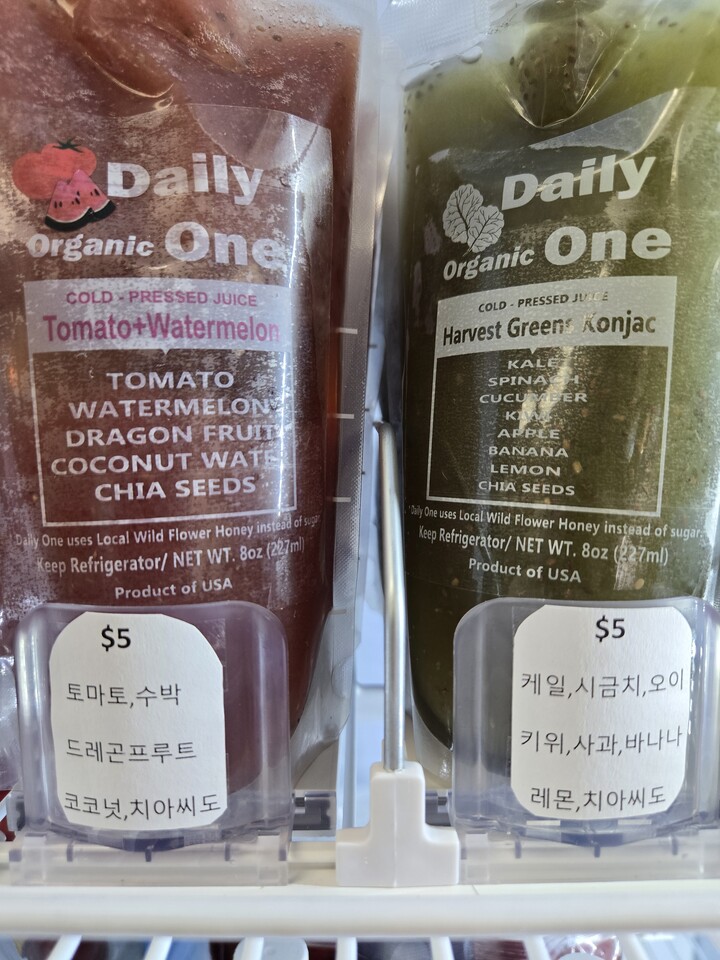 Daily
Organic One
COLD - PRESSED JUICE
Tomato+Watermelon
TOMATO
WATERMELON
DRAGON FRUIT
COCONUT WATE
CHIA SEEDS
Daily One uses Local Wild Flower Honey instead of sugar
Keep Refrigerator/ NET WT. 8oz (227ml)
Product of USA
$5
토마토,수박
드레곤프루트
코코넛,치아씨도
Daily
Organic One
COLD - PRESSED JUICE
Harvest Greens Konjac
KALE
SPINACH
CUCUMBER
KIWI
APPLE
BANANA
LEMON
CHIA SEEDS
Daily One uses Local Wild Flower Honey instead of sugar.
Keep Refrigerator/ NET WT. 8oz (227ml)
Product of USA
$5
케일,시금치,오이
키위,사과,바나나
레몬,치아씨도